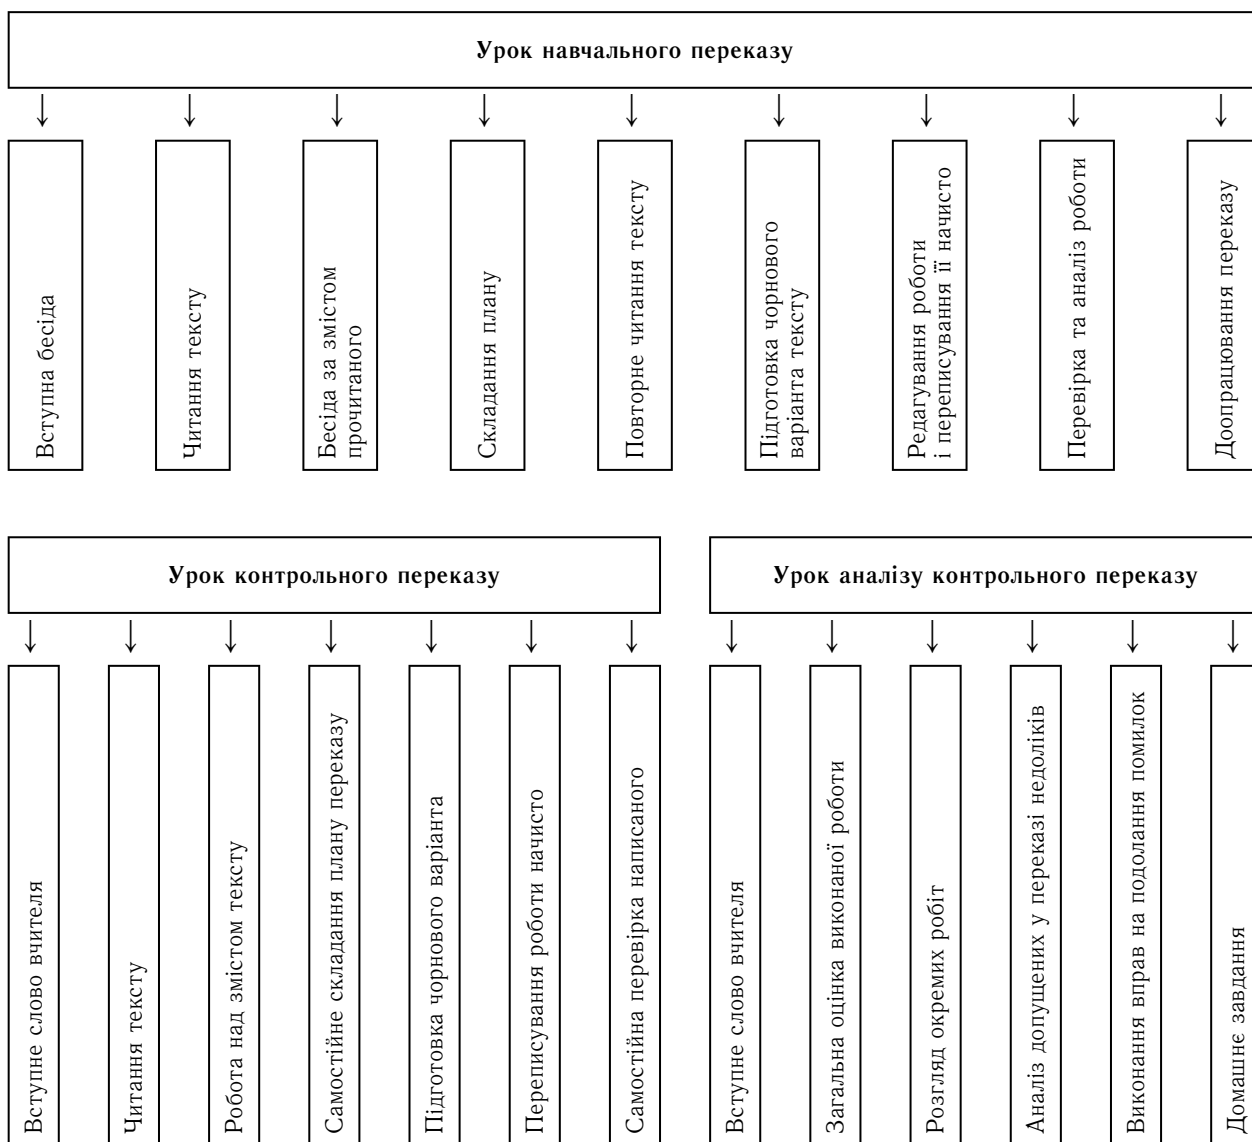 Урок навчального переказу
Вступна бесіда
Читання тексту
Бесіда за змістом
прочитаного
Складання плану
Повторне читання тексту
Підготовка чорнового
варіанта тексту
Редагування роботи
і переписування її начисто
Перевірка та аналіз роботи
Доопрацювання переказу
Урок контрольного переказу
Вступне слово вчителя
Читання тексту
Робота над змістом тексту
Самостійне складання плану переказу
Підготовка чорнового варіанта
Переписування роботи начисто
Самостійна перевірка написаного
Урок аналізу контрольного переказу
Вступне слово вчителя
Загальна оцінка виконаної роботи
Розгляд окремих робіт
Аналіз допущених у переказі недоліків
Виконання вправ на подолання помилок
Домашнє завдання